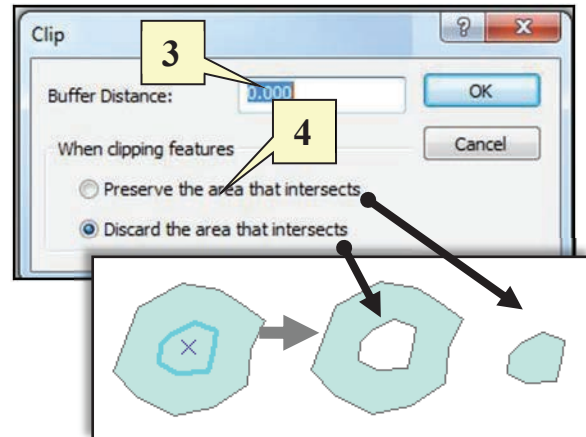 Clip
3
Buffer Distance:
0.000
OK
4
When clipping features
Cancel
Preserve the area that intersects
Discard the area that intersects